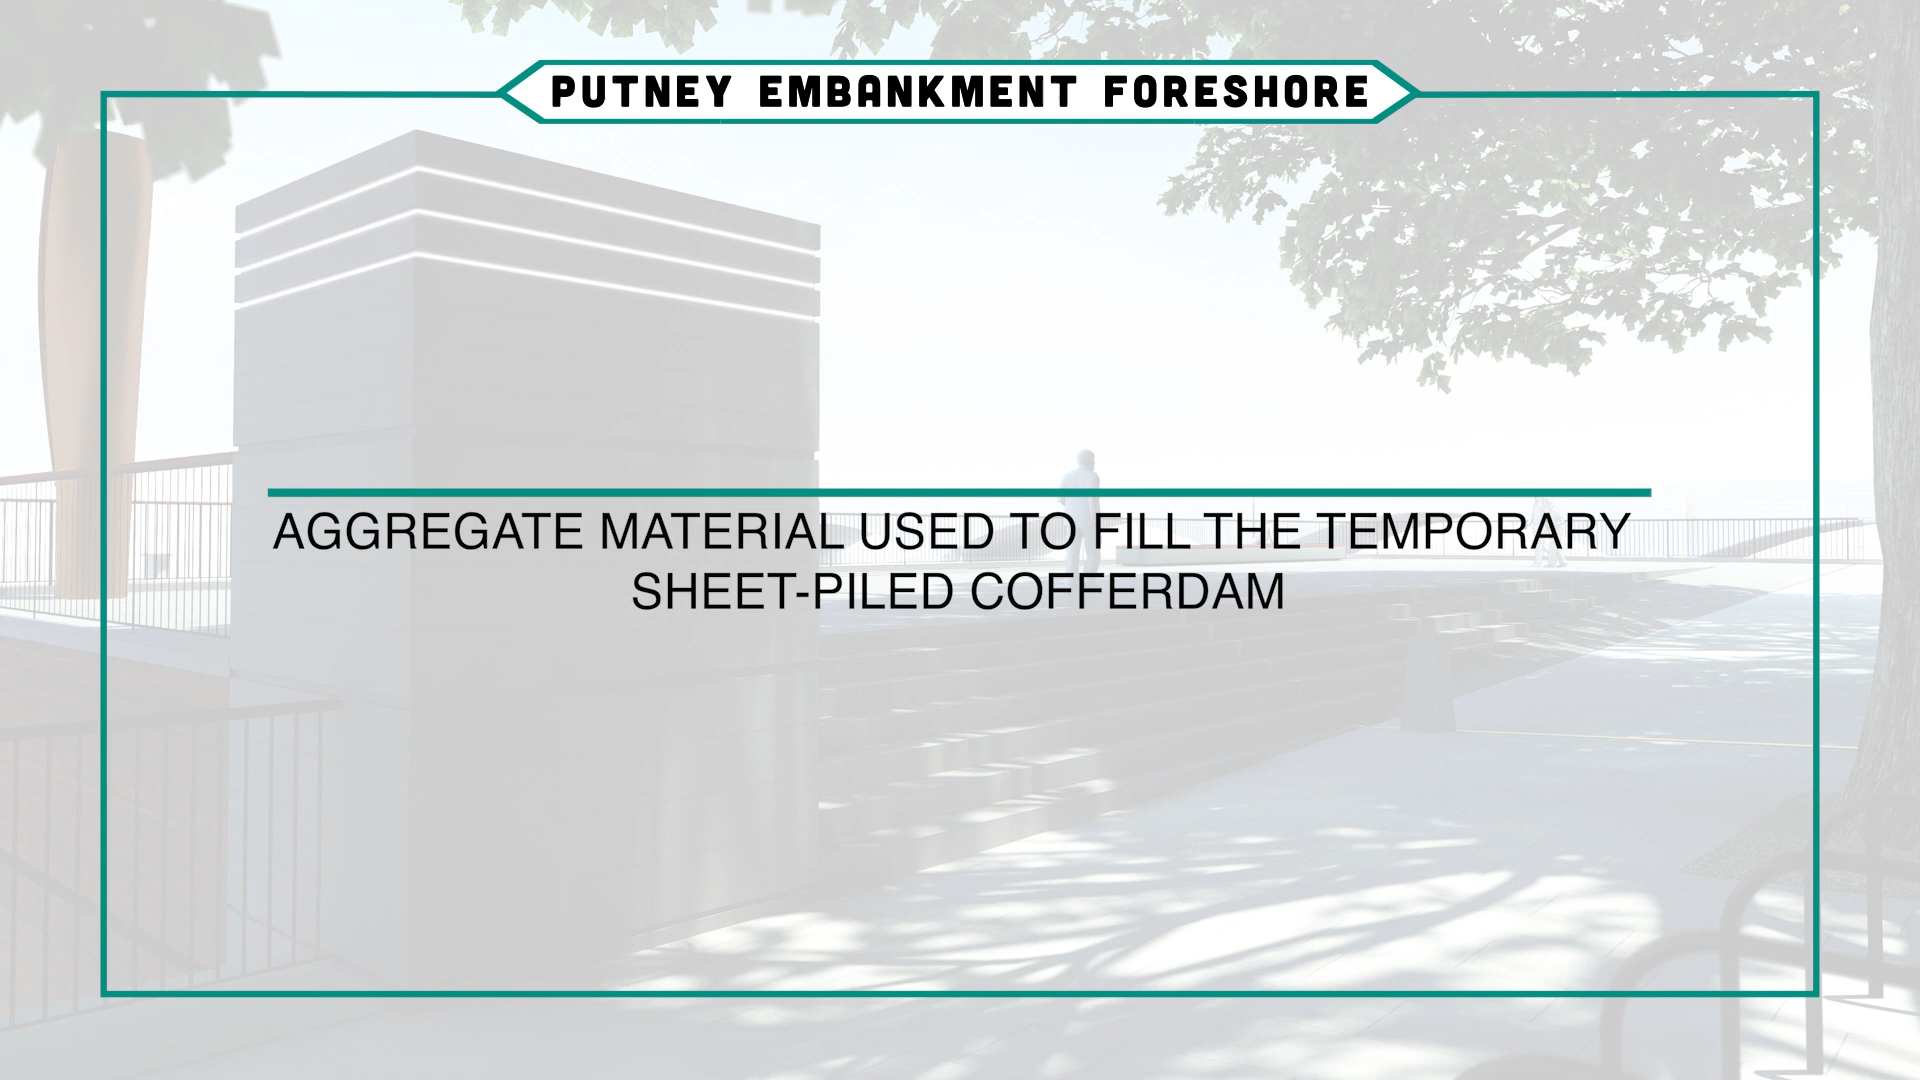 PUTNEY EMBANKMENT FORESHORE
AGGREGATE MATERIAL USED TO FILL THE TEMPORARY
SHEET-PILED COFFERDAM